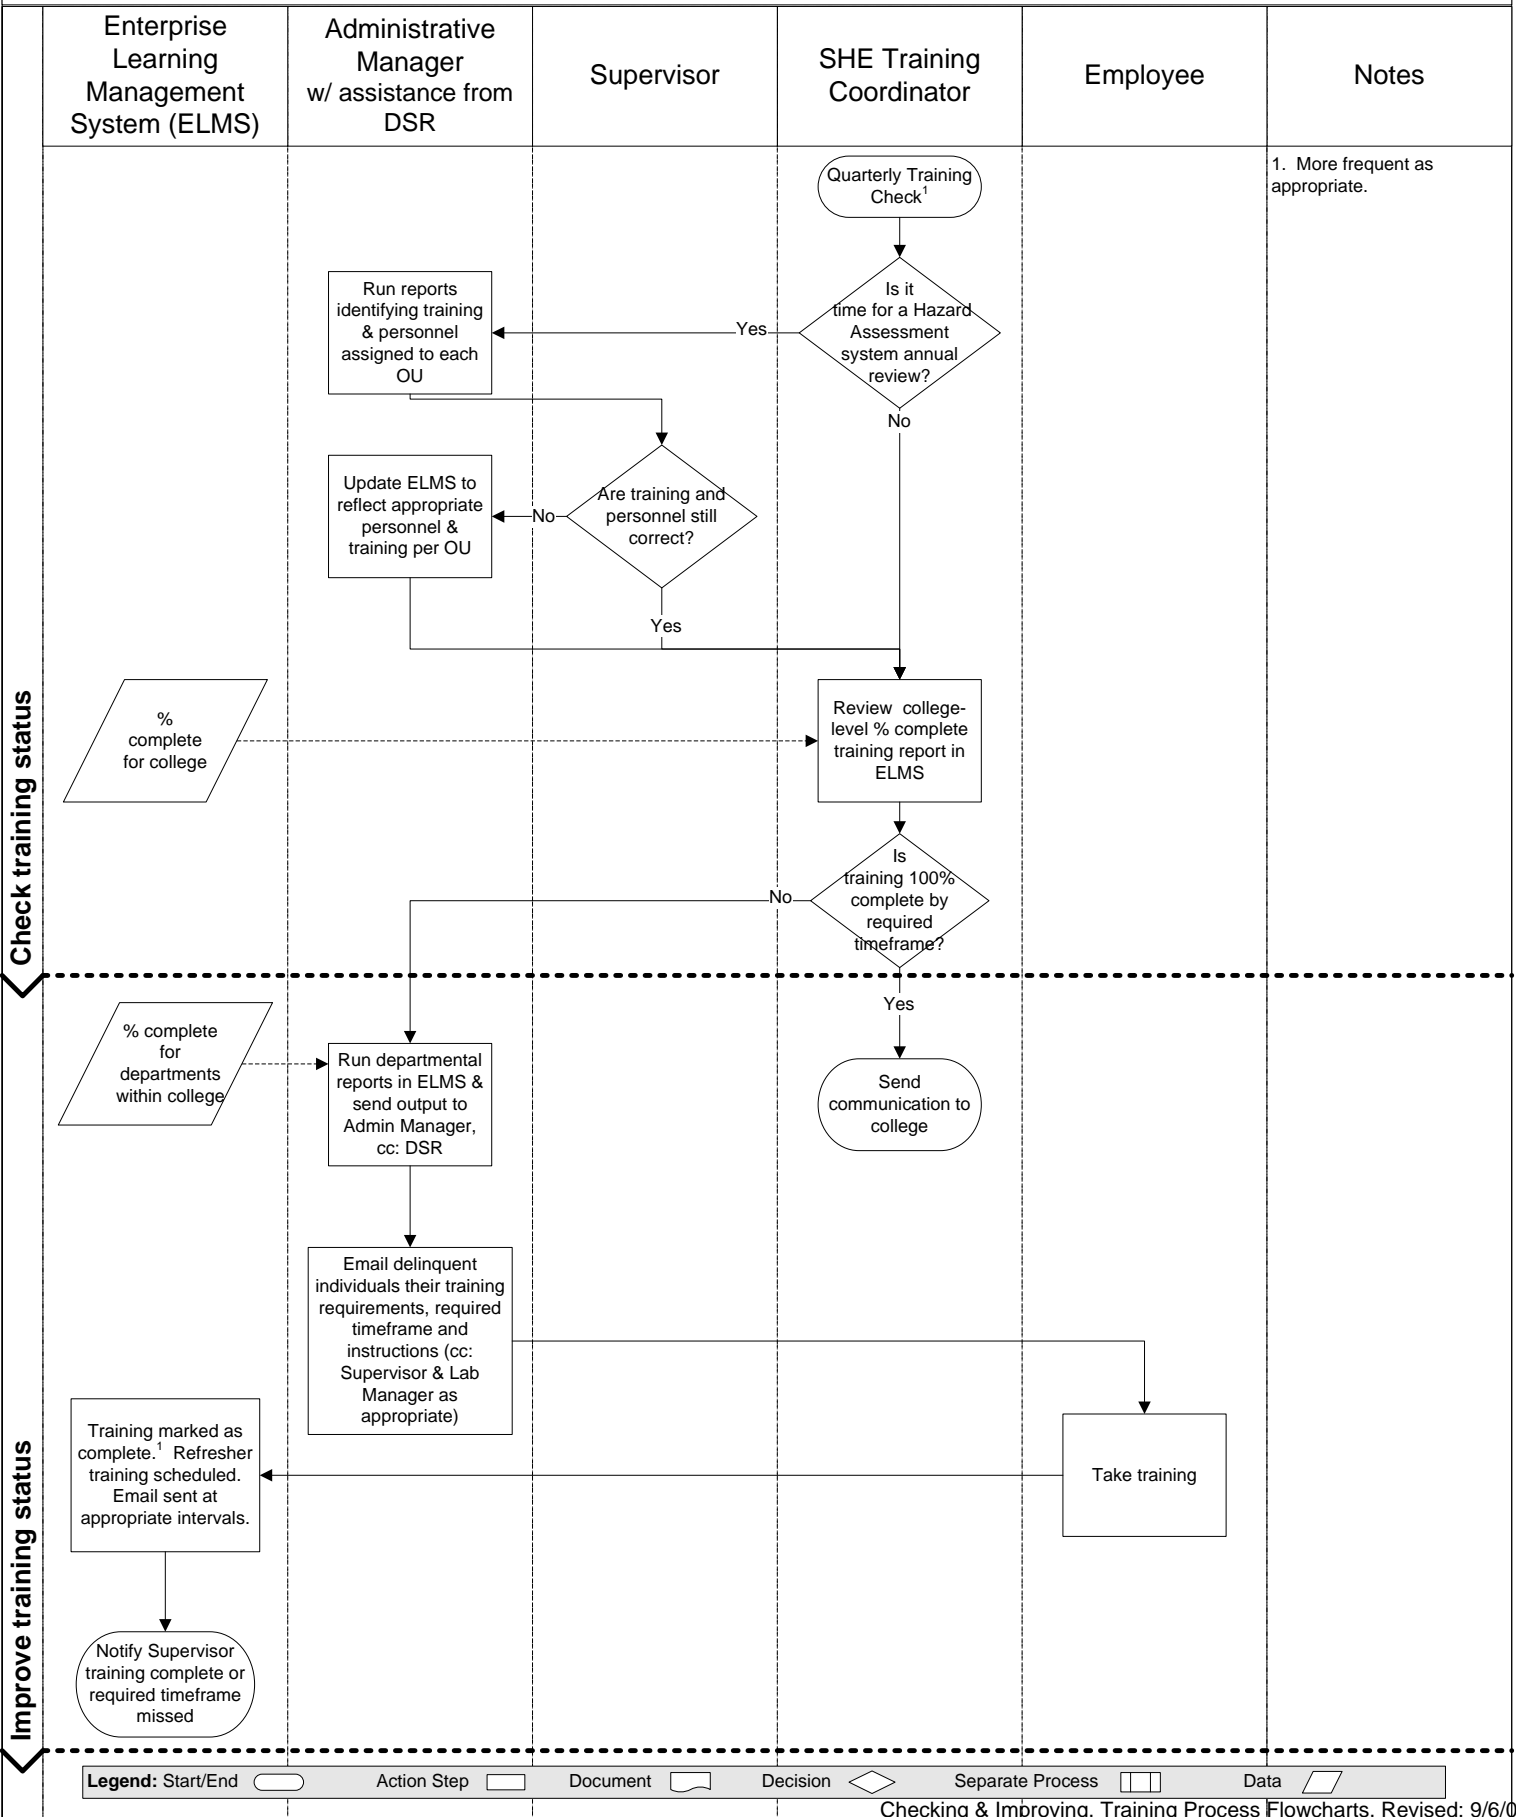 Enterprise
Learning
Management
System (ELMS)
Administrative
Manager
w/ assistance from
DSR
Supervisor
SHE Training
Coordinator
Employee
Notes
Quarterly Training
Check1
1. More frequent as
appropriate.
Is it
time for a Hazard
Assessment
system annual
review?
Yes
No
Run reports
identifying training
& personnel
assigned to each
OU
Are training and
personnel still
correct?
No
Yes
Update ELMS to
reflect appropriate
personnel &
training per OU
%
complete
for college
Review college-
level % complete
training report in
ELMS
Is
training 100%
complete by
required
timeframe?
No
Yes
Check training status
% complete
for
departments
within college
Run departmental
reports in ELMS &
send output to
Admin Manager,
cc: DSR
Send
communication to
college
Email delinquent
individuals their training
requirements, required
timeframe and
instructions (cc:
Supervisor & Lab
Manager as
appropriate)
Take training
Training marked as
complete.1 Refresher
training scheduled.
Email sent at
appropriate intervals.
Notify Supervisor
training complete or
required timeframe
missed
Improve training status
Legend: Start/End Action Step Document Decision Separate Process Data
Checking & Improving, Training Process Flowcharts, Revised: 9/6/0